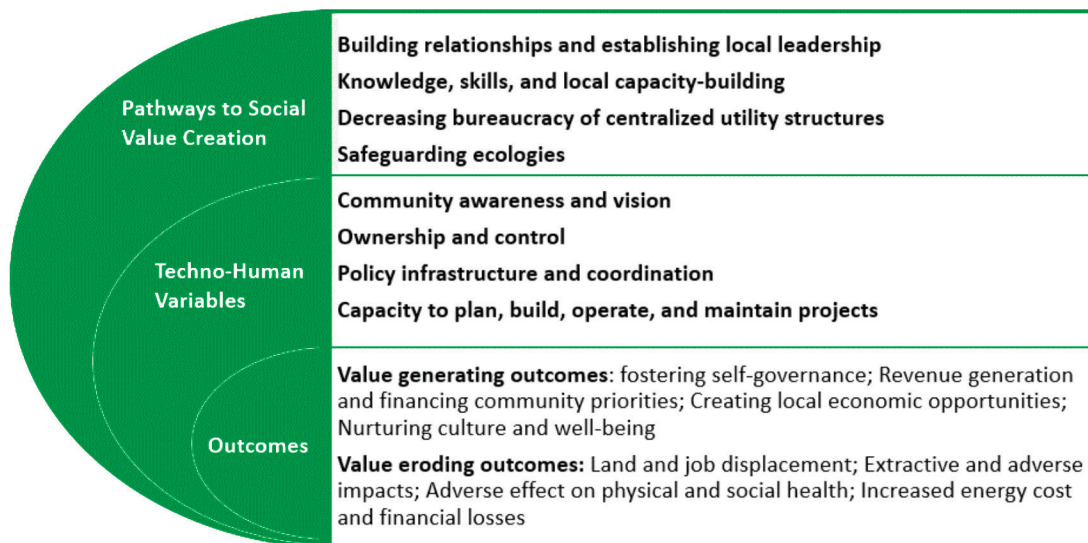 Pathways to Social
Value Creation
Building relationships and establishing local leadership
Knowledge, skills, and local capacity-building
Decreasing bureaucracy of centralized utility structures
Safeguarding ecologies
Techno-Human
Variables
Community awareness and vision
Ownership and control
Policy infrastructure and coordination
Capacity to plan, build, operate, and maintain projects
Outcomes
Value generating outcomes: fostering self-governance; Revenue generation
and financing community priorities; Creating local economic opportunities;
Nurturing culture and well-being
Value eroding outcomes: Land and job displacement; Extractive and adverse
impacts; Adverse effect on physical and social health; Increased energy cost
and financial losses